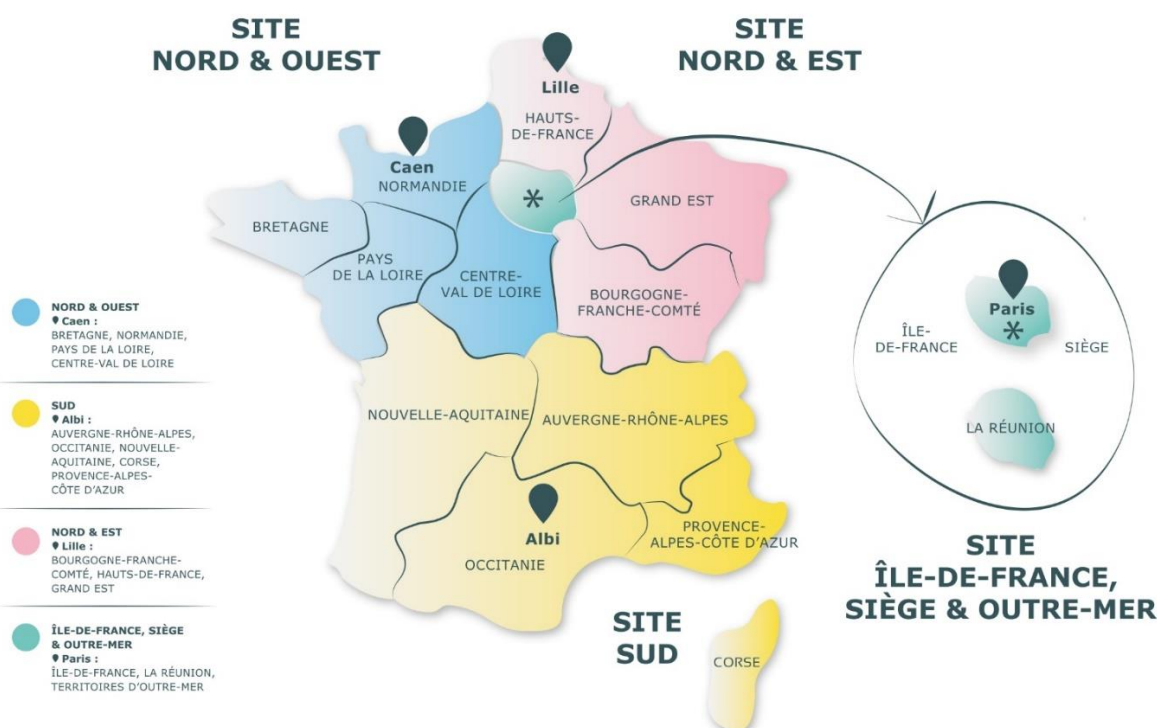 SITE
NORD & OUEST
SITE
NORD & EST
Lille
HAUTS-
DE-FRANCE
Caen
NORMANDIE
*
GRAND EST
BRETAGNE
PAYS
DE LA LOIRE
CENTRE-
VAL DE LOIRE
BOURGOGNE-
FRANCHE-COMTÉ
NOUVELLE-AQUITAINE
AUVERGNE-RHÔNE-ALPES
Albi
OCCITANIE
PROVENCE-
ALPES-CÔTE D'AZUR
SITE
SUD
CORSE
Paris
*
ÎLE-
DE-FRANCE
SIÈGE
LA RÉUNION
SITE
ÎLE-DE-FRANCE,
SIÈGE & OUTRE-MER
NORD & OUEST
Caen :
BRETAGNE, NORMANDIE,
PAYS DE LA LOIRE,
CENTRE-VAL DE LOIRE
SUD
Albi :
AUVERGNE-RHÔNE-ALPES,
OCCITANIE, NOUVELLE-
AQUITAINE, CORSE,
PROVENCE-ALPES-
CÔTE D'AZUR
NORD & EST
Lille :
BOURGOGNE-FRANCHE-
COMTÉ, HAUTS-DE-FRANCE,
GRAND EST
ÎLE-DE-FRANCE, SIÈGE
& OUTRE-MER
Paris :
ÎLE-DE-FRANCE, LA RÉUNION,
TERRITOIRES D'OUTRE-MER